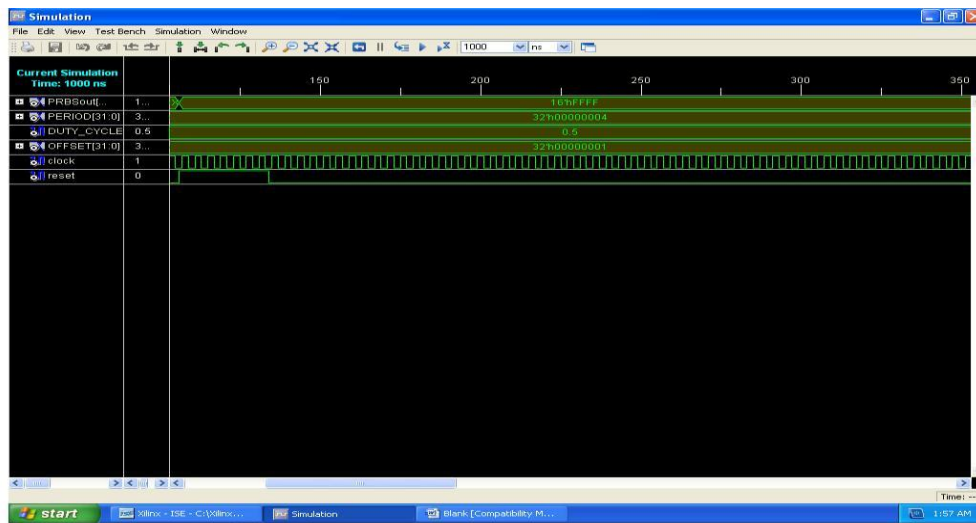 Simulation
File Edit View Test Bench Simulation Window
1000 ns
Current Simulation
Time: 1000 ns
150 200 250 300 350
PRBSout[... 1... 16'hFFFF
PERIOD[31:0] 3... 32'h00000004
DUTY_CYCLE 0.5 0.5
OFFSET[31:0] 3... 32'h00000001
clock 1
reset 0
Time: --
start Xilinx - ISE - C:\Xilinx... Simulation Blank [Compatibility M... 1:57 AM